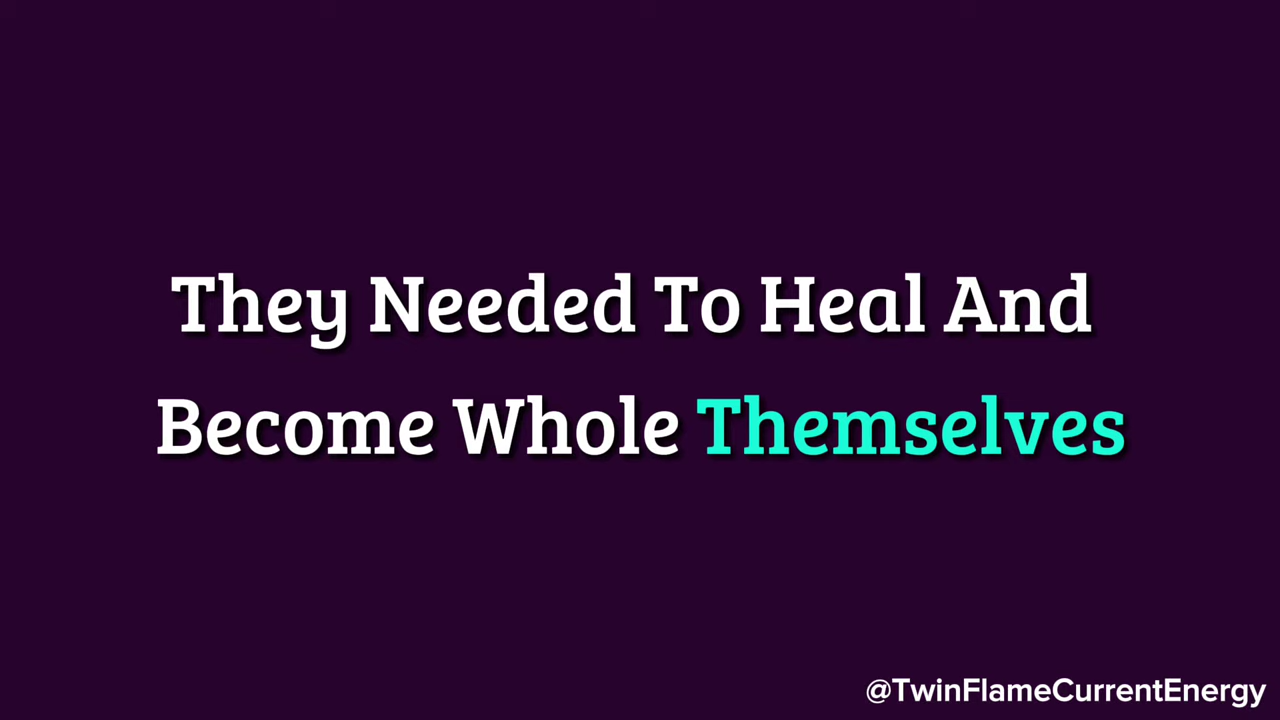 They Needed To Heal And
Become Whole Themselves
@TwinFlameCurrentEnergy